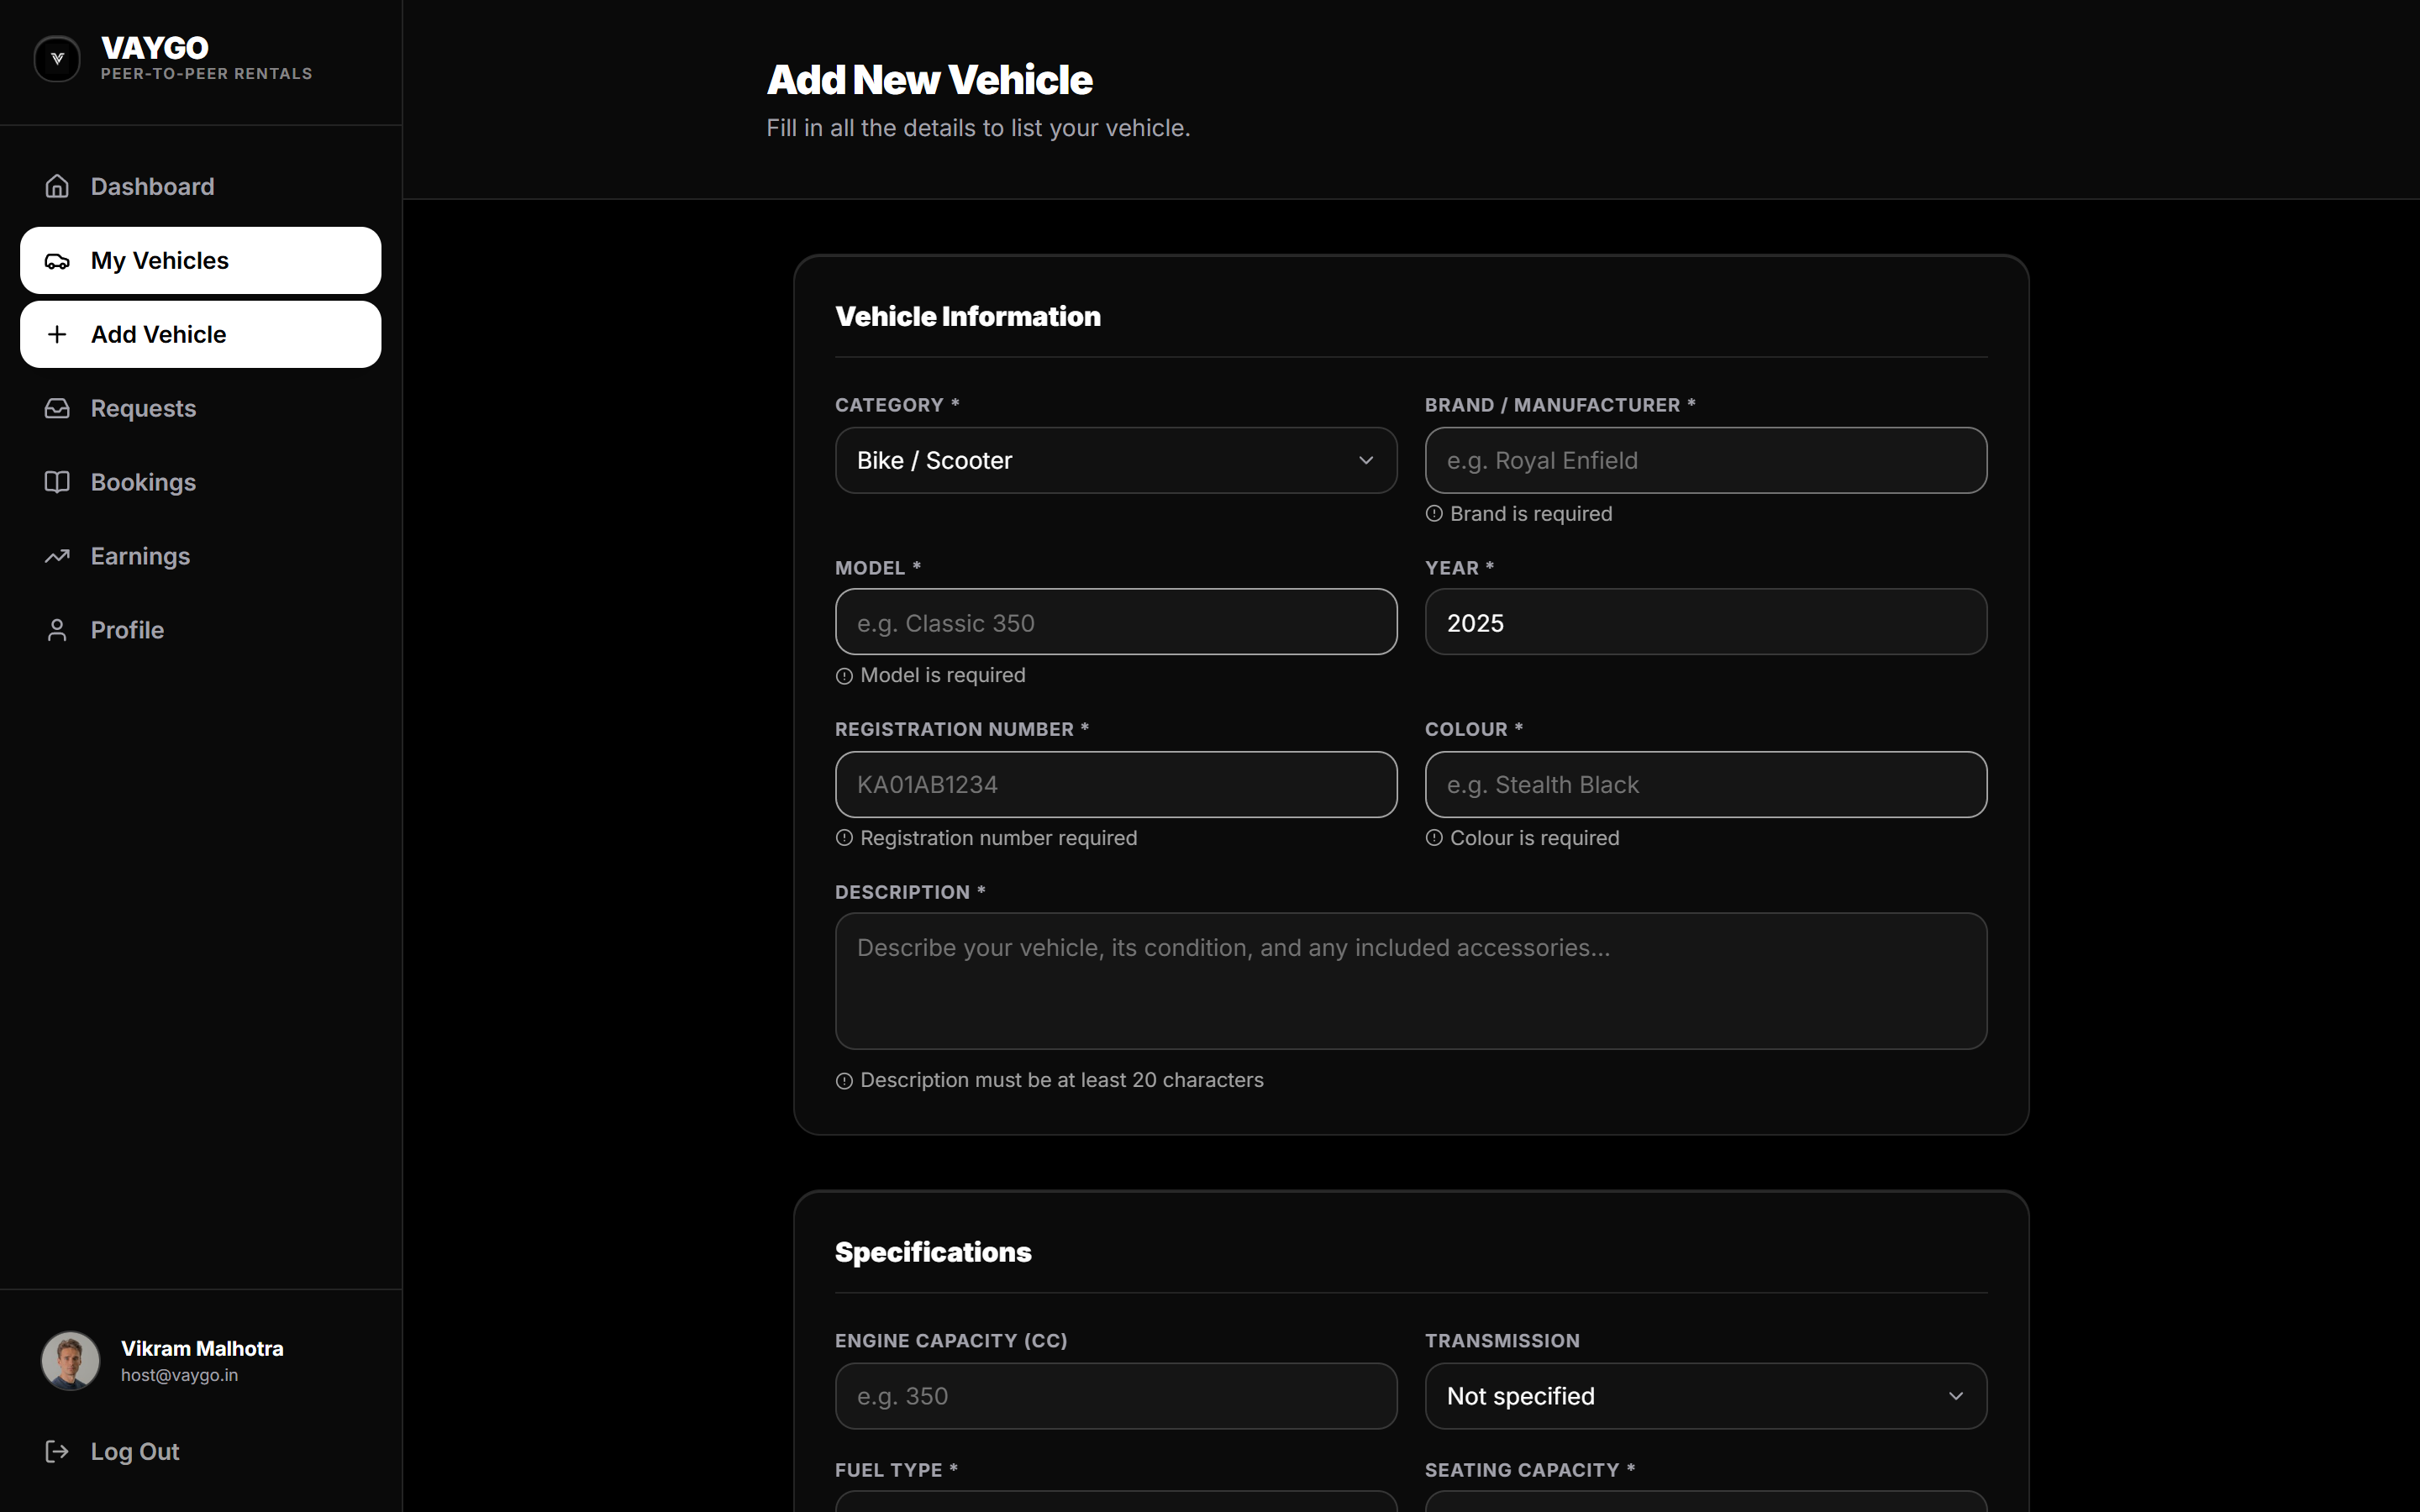 VAYGO
PEER-TO-PEER RENTALS
Dashboard
My Vehicles
Add Vehicle
Requests
Bookings
Earnings
Profile
Vikram Malhotra
host@vaygo.in
Log Out
Add New Vehicle
Fill in all the details to list your vehicle.
Vehicle Information
CATEGORY *
Bike / Scooter
BRAND / MANUFACTURER *
e.g. Royal Enfield
Brand is required
MODEL *
e.g. Classic 350
Model is required
YEAR *
2025
REGISTRATION NUMBER *
KA01AB1234
Registration number required
COLOUR *
e.g. Stealth Black
Colour is required
DESCRIPTION *
Describe your vehicle, its condition, and any included accessories...
Description must be at least 20 characters
Specifications
ENGINE CAPACITY (CC)
e.g. 350
TRANSMISSION
Not specified
FUEL TYPE *
SEATING CAPACITY *